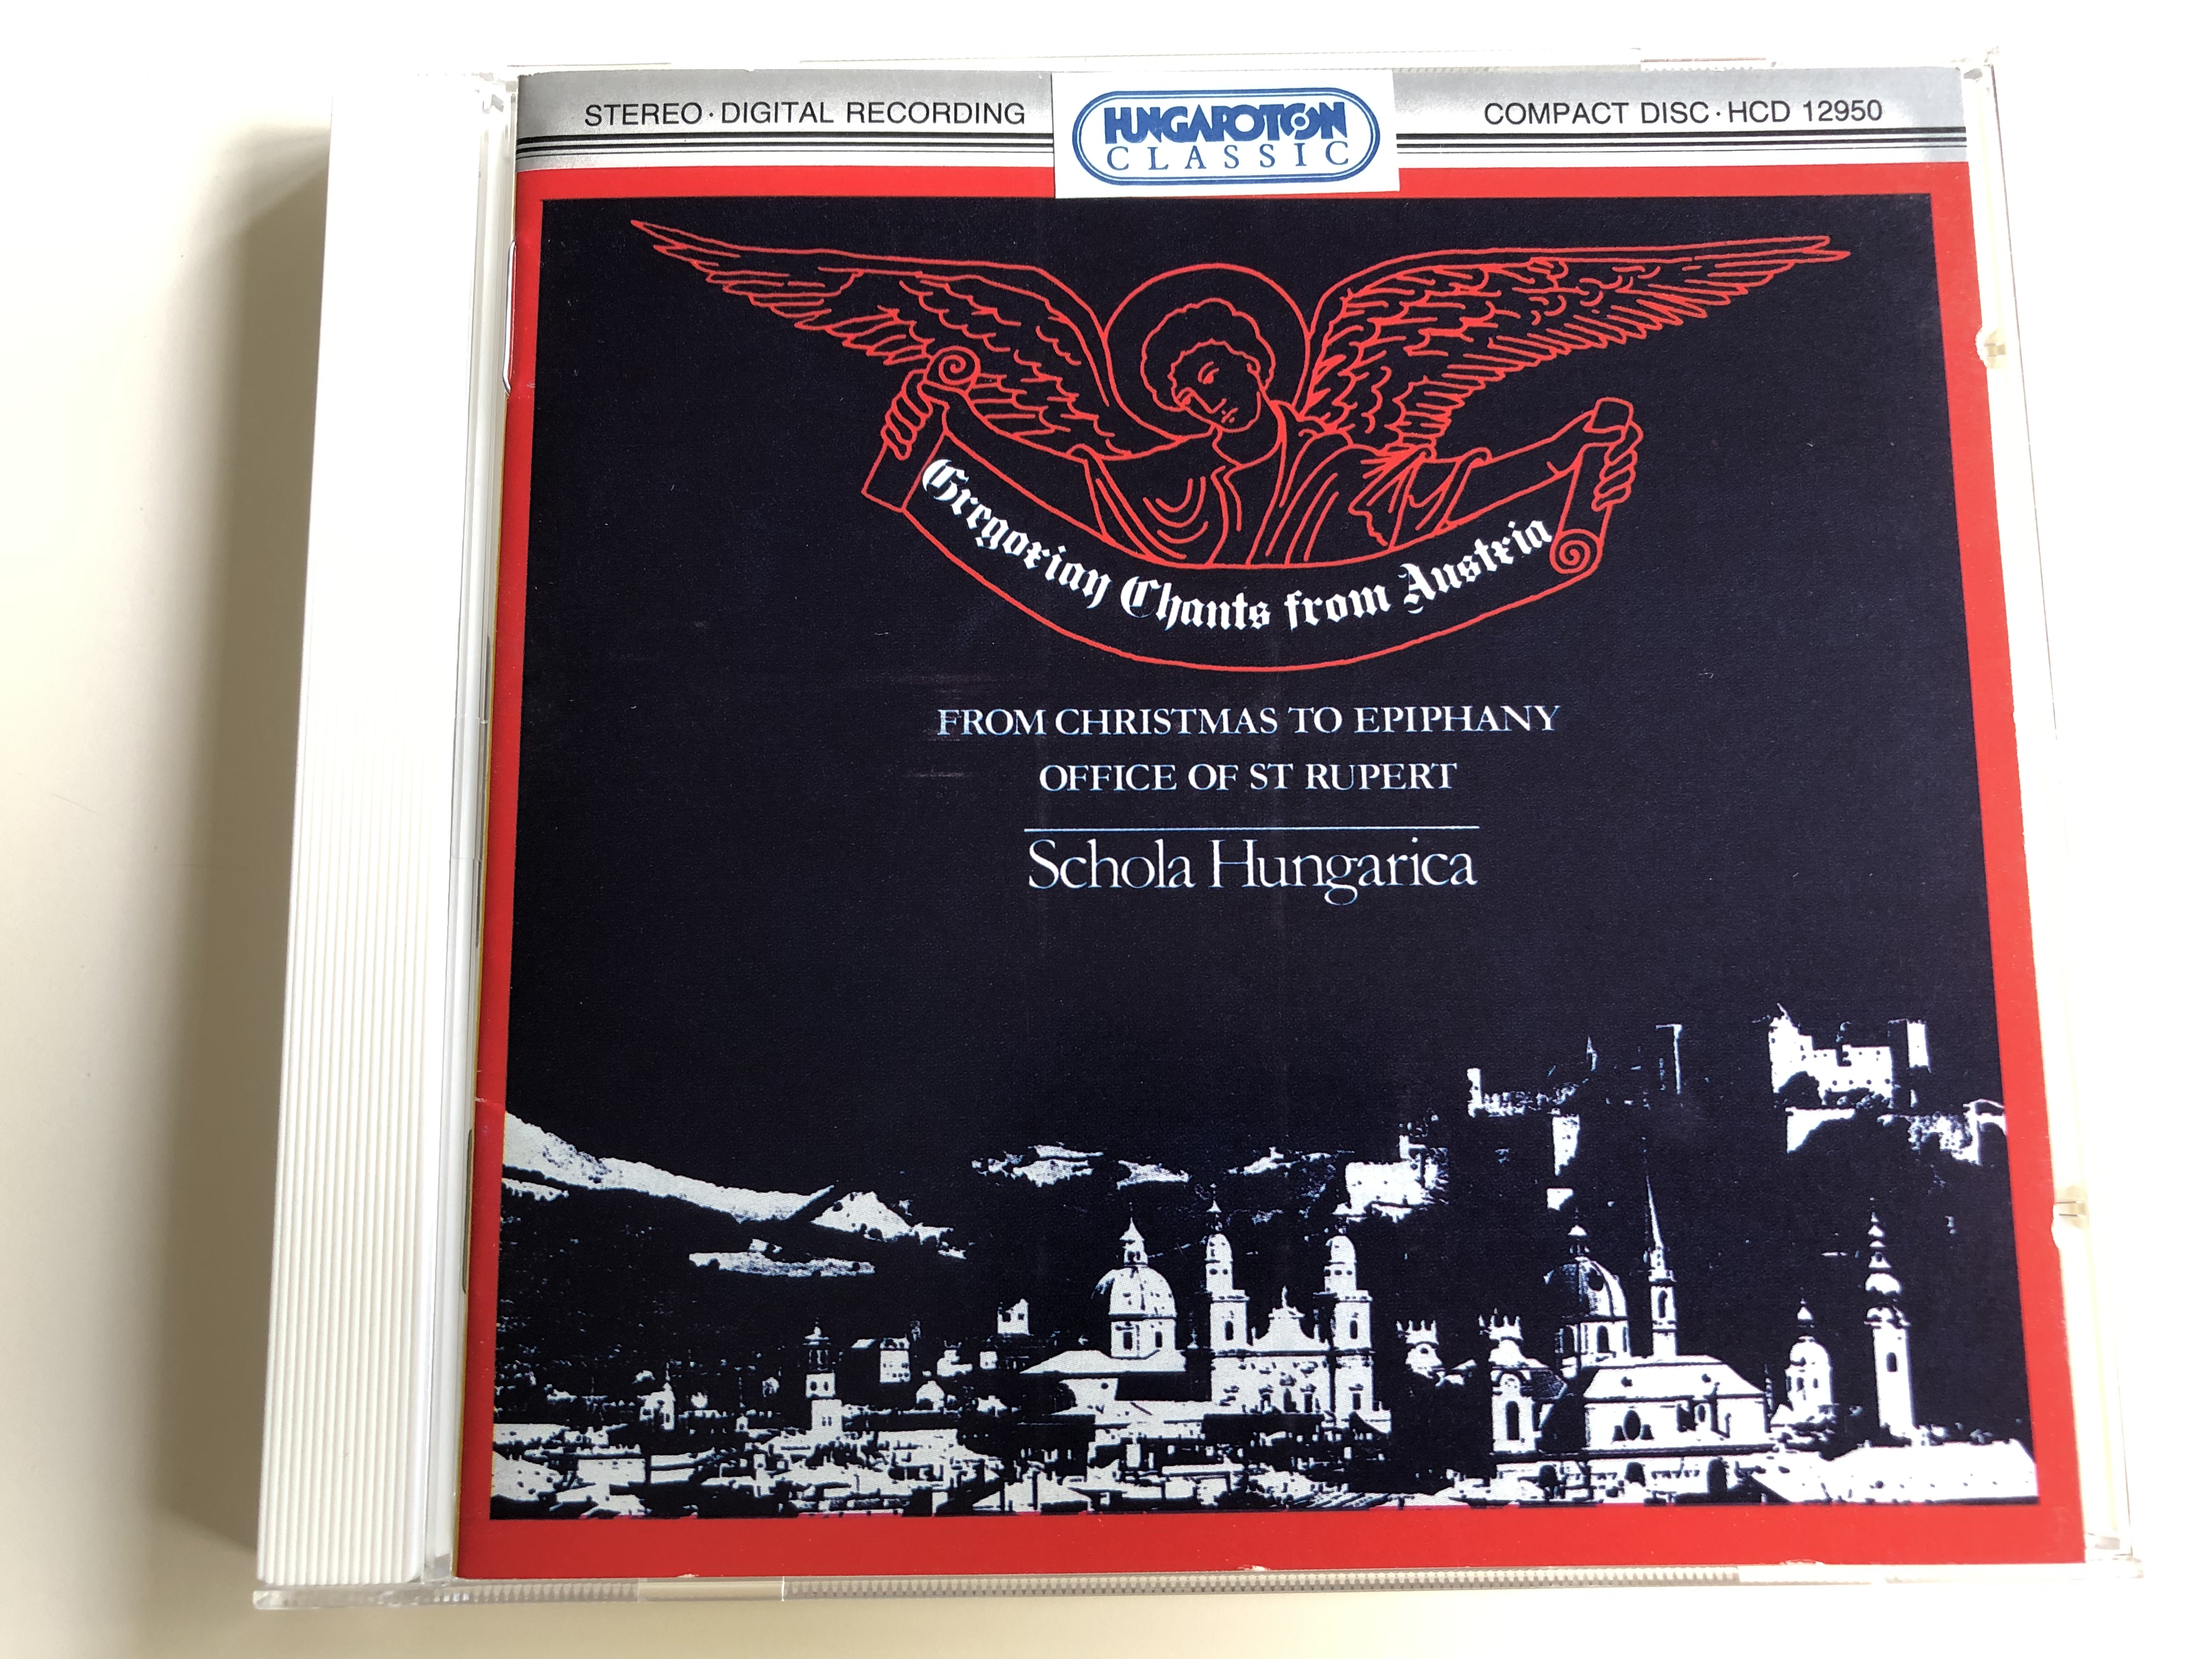 STEREO · DIGITAL RECORDING
HUNGAROTON
CLASSIC
COMPACT DISC · HCD 12950
Gregorian Chants from Austria
FROM CHRISTMAS TO EPIPHANY
OFFICE OF ST RUPERT
Schola Hungarica